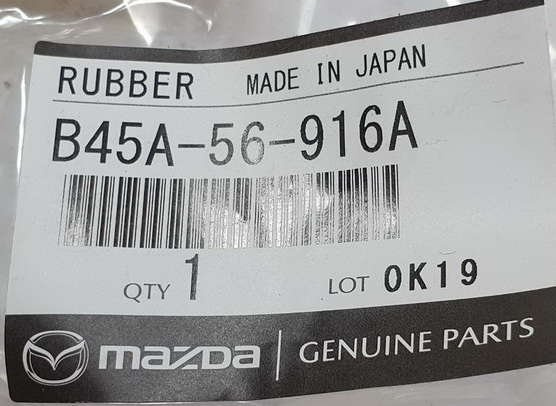 RUBBER MADE IN JAPAN
B45A-56-916A
QTY 1 LOT 0K19
mazda GENUINE PARTS